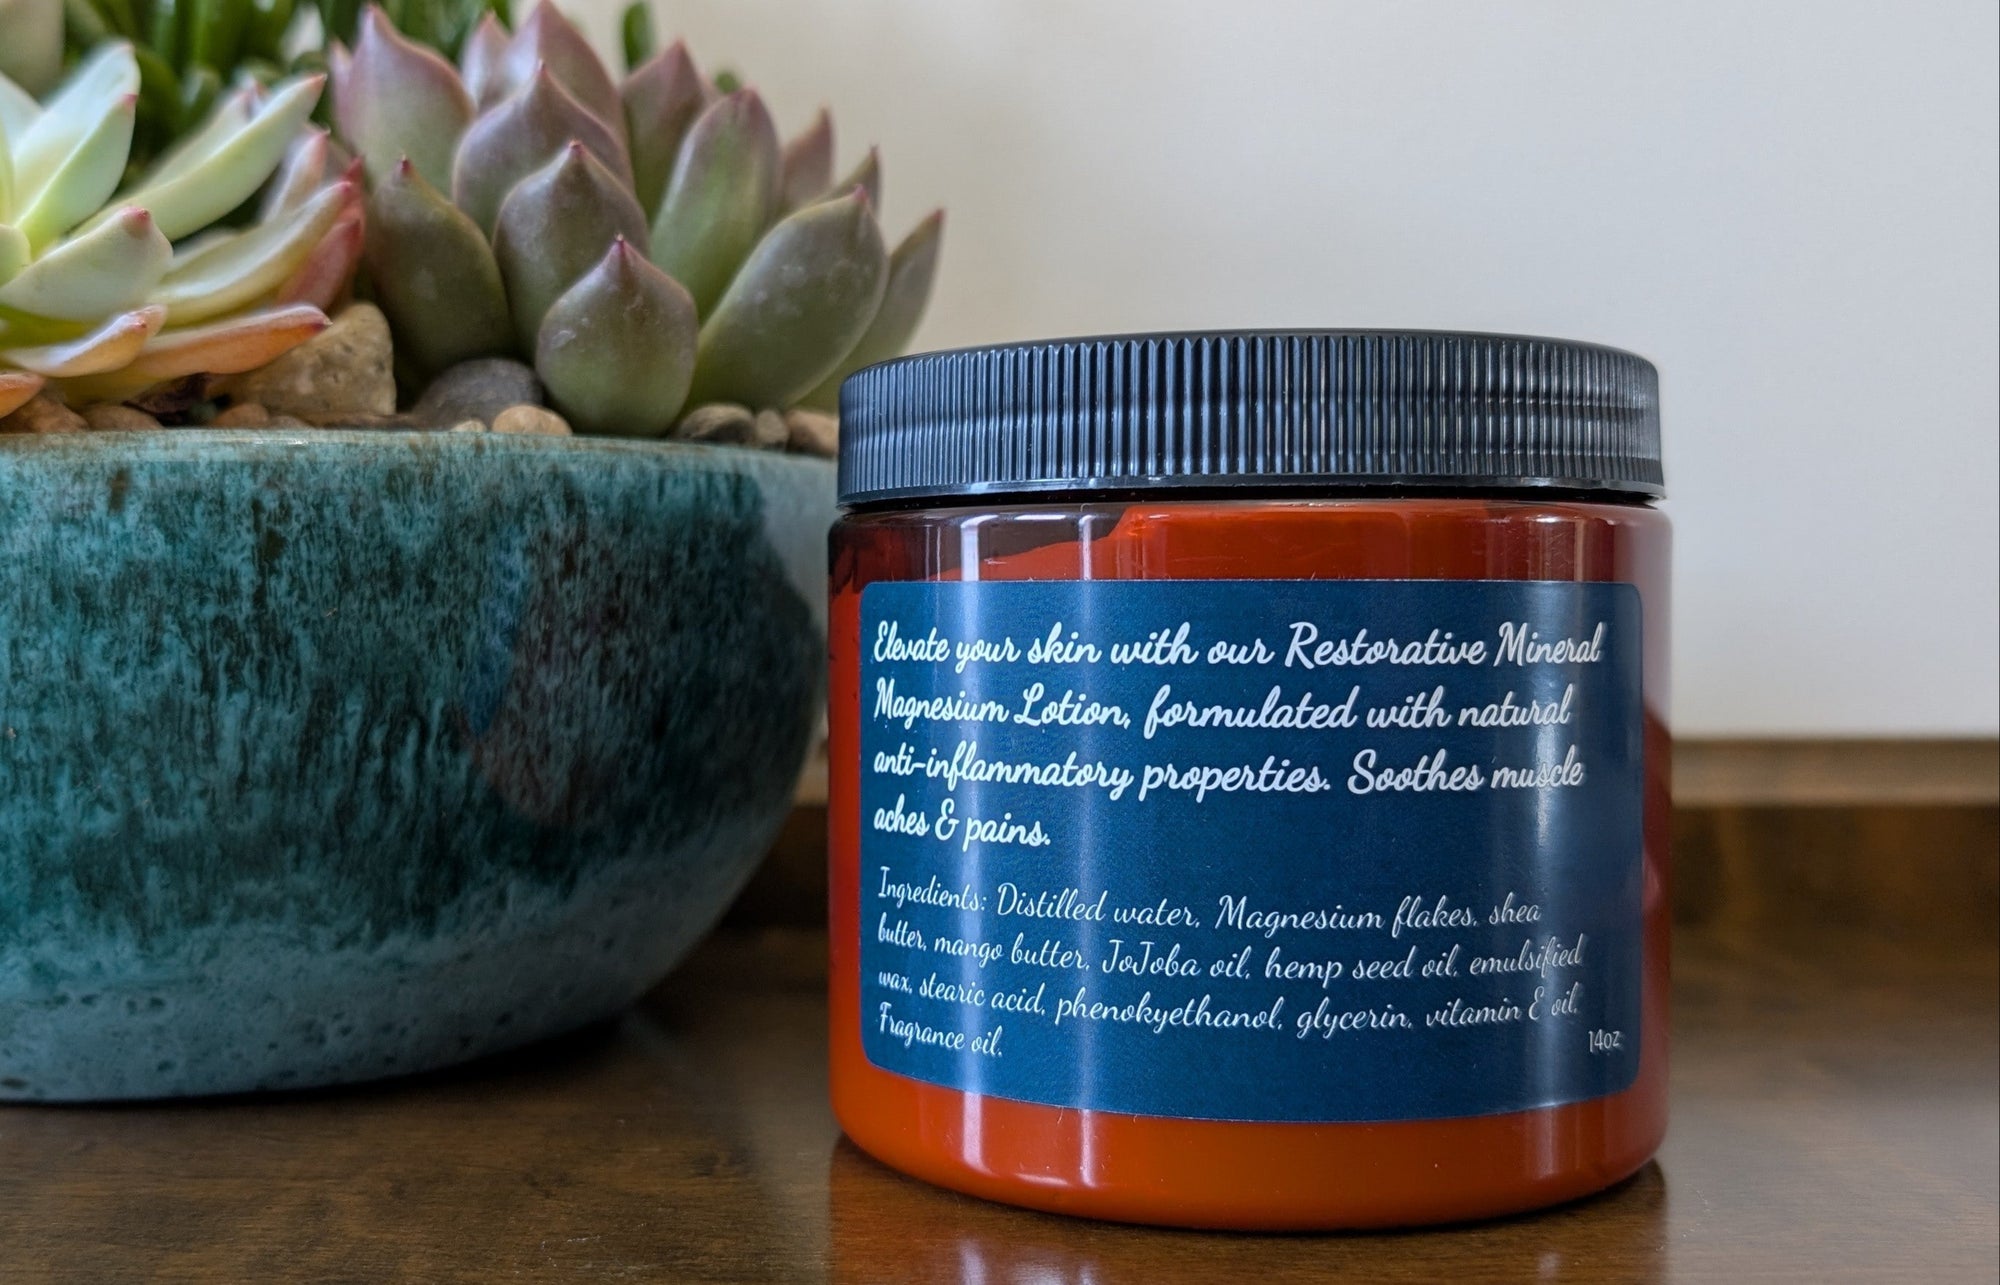 Elevate your skin with our Restorative Mineral
Magnesium Lotion, formulated with natural
anti-inflammatory properties. Soothes muscle
aches & pains.
Ingredients: Distilled water, Magnesium flakes, shea
butter, mango butter, JoJoba oil, hemp seed oil, emulsified
wax, stearic acid, phenokyethanol, glycerin, vitamin E oil,
Fragrance oil.
14oz